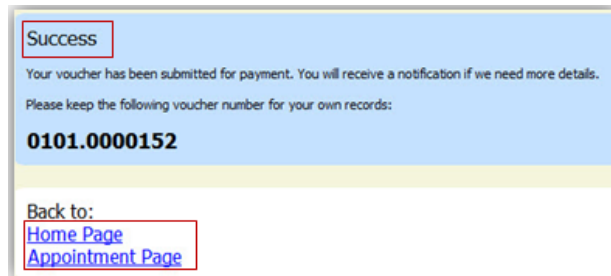 Success
Your voucher has been submitted for payment. You will receive a notification if we need more details.
Please keep the following voucher number for your own records:
0101.0000152
Back to:
Home Page
Appointment Page